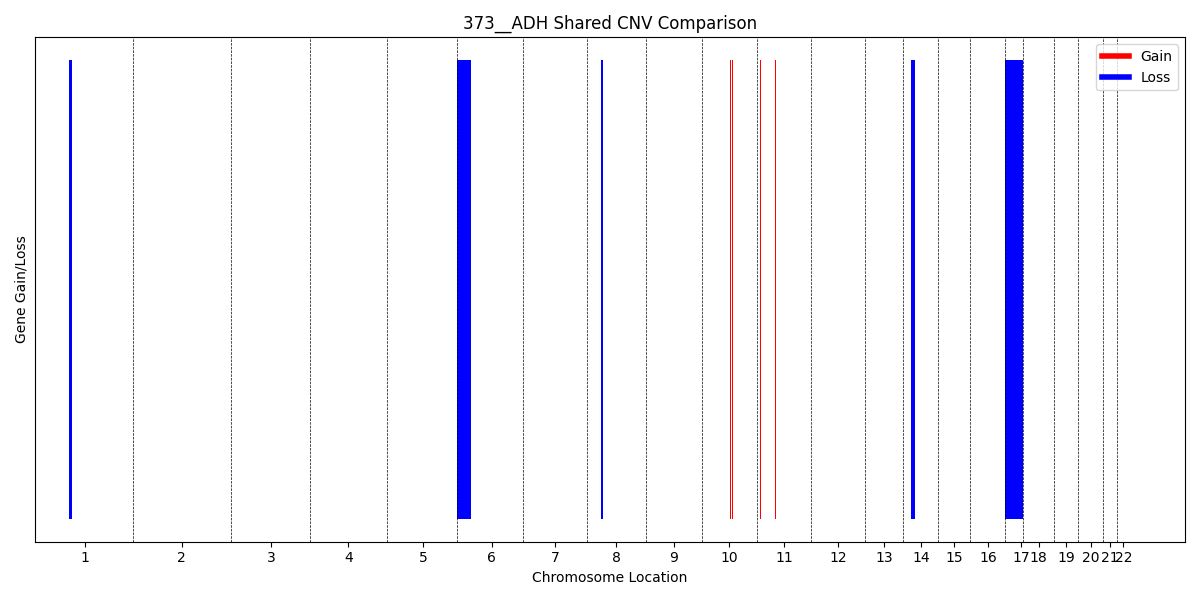 373__ADH Shared CNV Comparison
Gain
Loss
Gene Gain/Loss
1 2 3 4 5 6 7 8 9 10 11 12 13 14 15 16 17 18 19 20 21 22
Chromosome Location